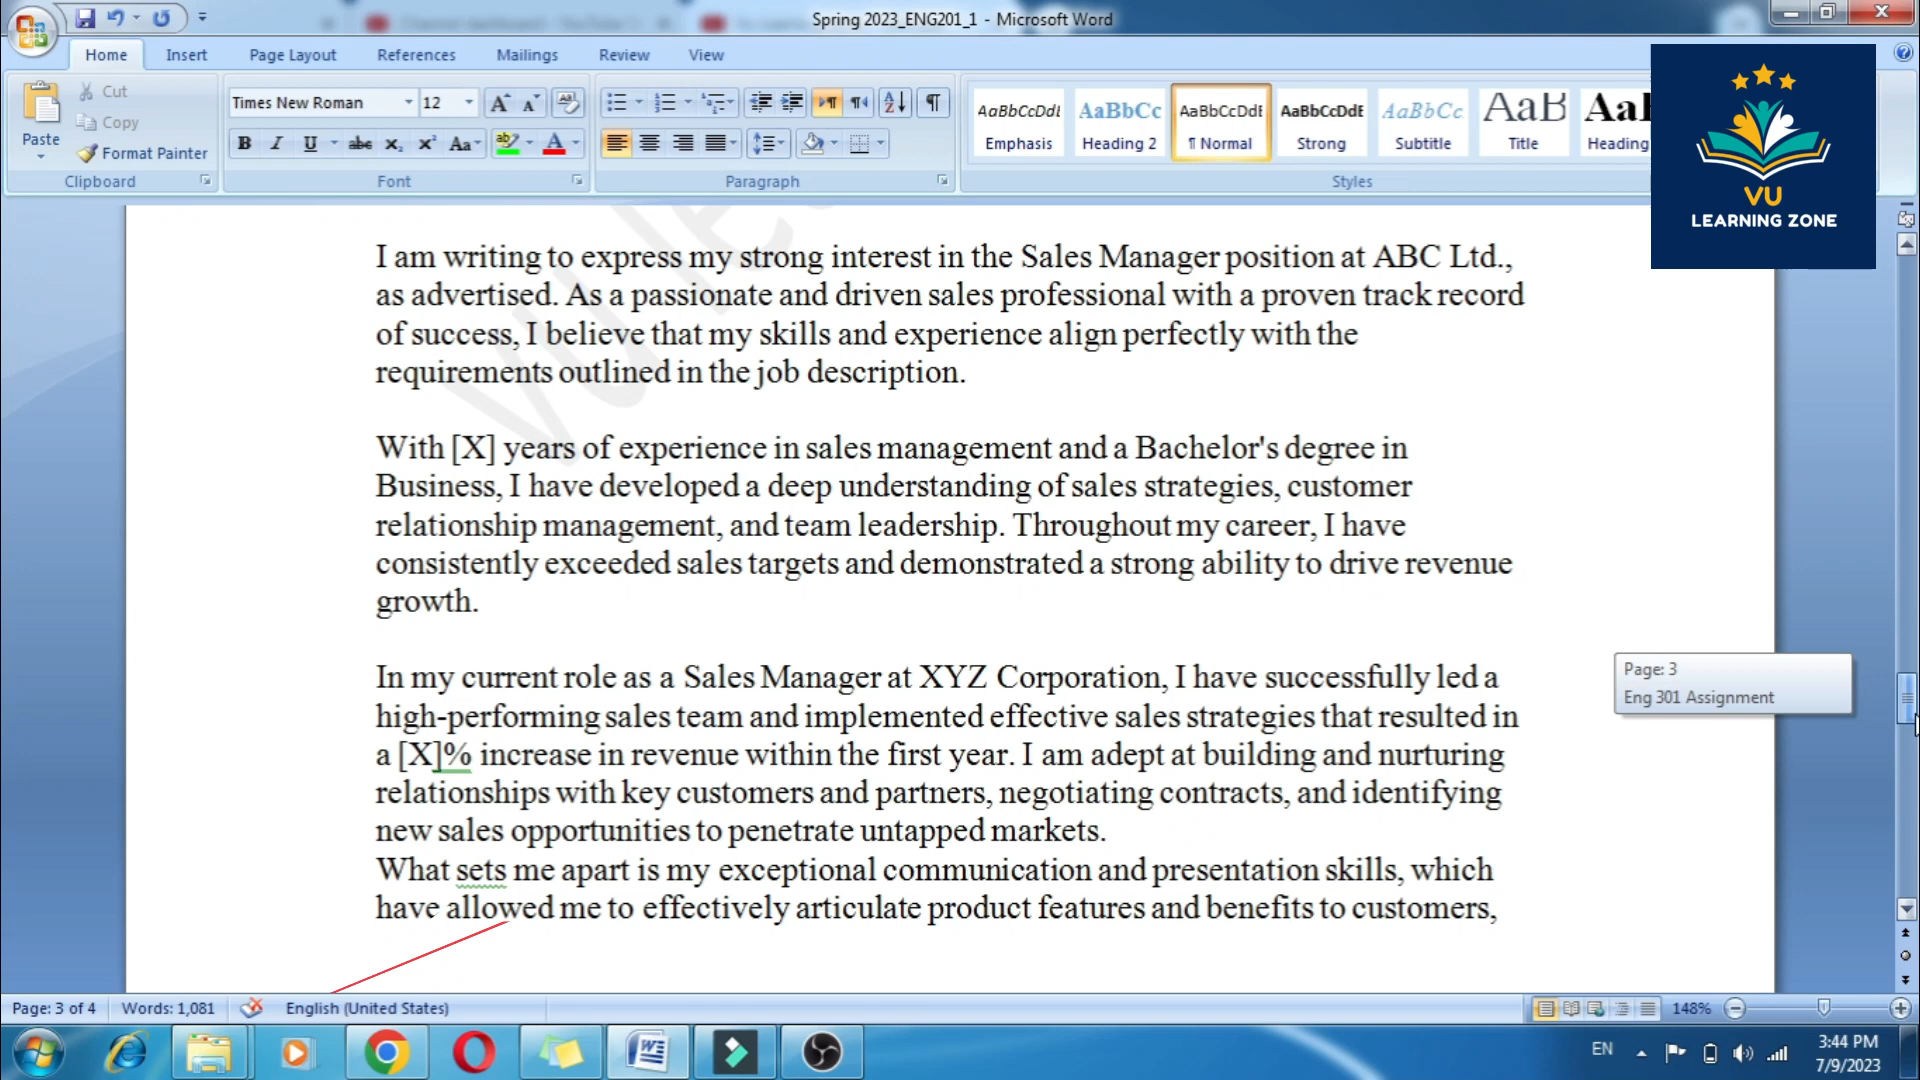 Spring 2023_ENG201_1 - Microsoft Word
Home Insert Page Layout References Mailings Review View
Paste
Cut
Copy
Format Painter
Clipboard
Times New Roman 12
Font
Paragraph
AaBbCcDdE AaBbCc AaBbCcDdE AaBbCcDdE AaBbCc AaB AaI
Emphasis Heading 2 ¶ Normal Strong Subtitle Title Heading
Styles
VU
LEARNING ZONE
I am writing to express my strong interest in the Sales Manager position at ABC Ltd.,
as advertised. As a passionate and driven sales professional with a proven track record
of success, I believe that my skills and experience align perfectly with the
requirements outlined in the job description.
With [X] years of experience in sales management and a Bachelor's degree in
Business, I have developed a deep understanding of sales strategies, customer
relationship management, and team leadership. Throughout my career, I have
consistently exceeded sales targets and demonstrated a strong ability to drive revenue
growth.
In my current role as a Sales Manager at XYZ Corporation, I have successfully led a
high-performing sales team and implemented effective sales strategies that resulted in
a [X]% increase in revenue within the first year. I am adept at building and nurturing
relationships with key customers and partners, negotiating contracts, and identifying
new sales opportunities to penetrate untapped markets.
What sets me apart is my exceptional communication and presentation skills, which
have allowed me to effectively articulate product features and benefits to customers,
Page: 3
Eng 301 Assignment
Page: 3 of 4 Words: 1,081 English (United States) 148%
EN
3:44 PM
7/9/2023